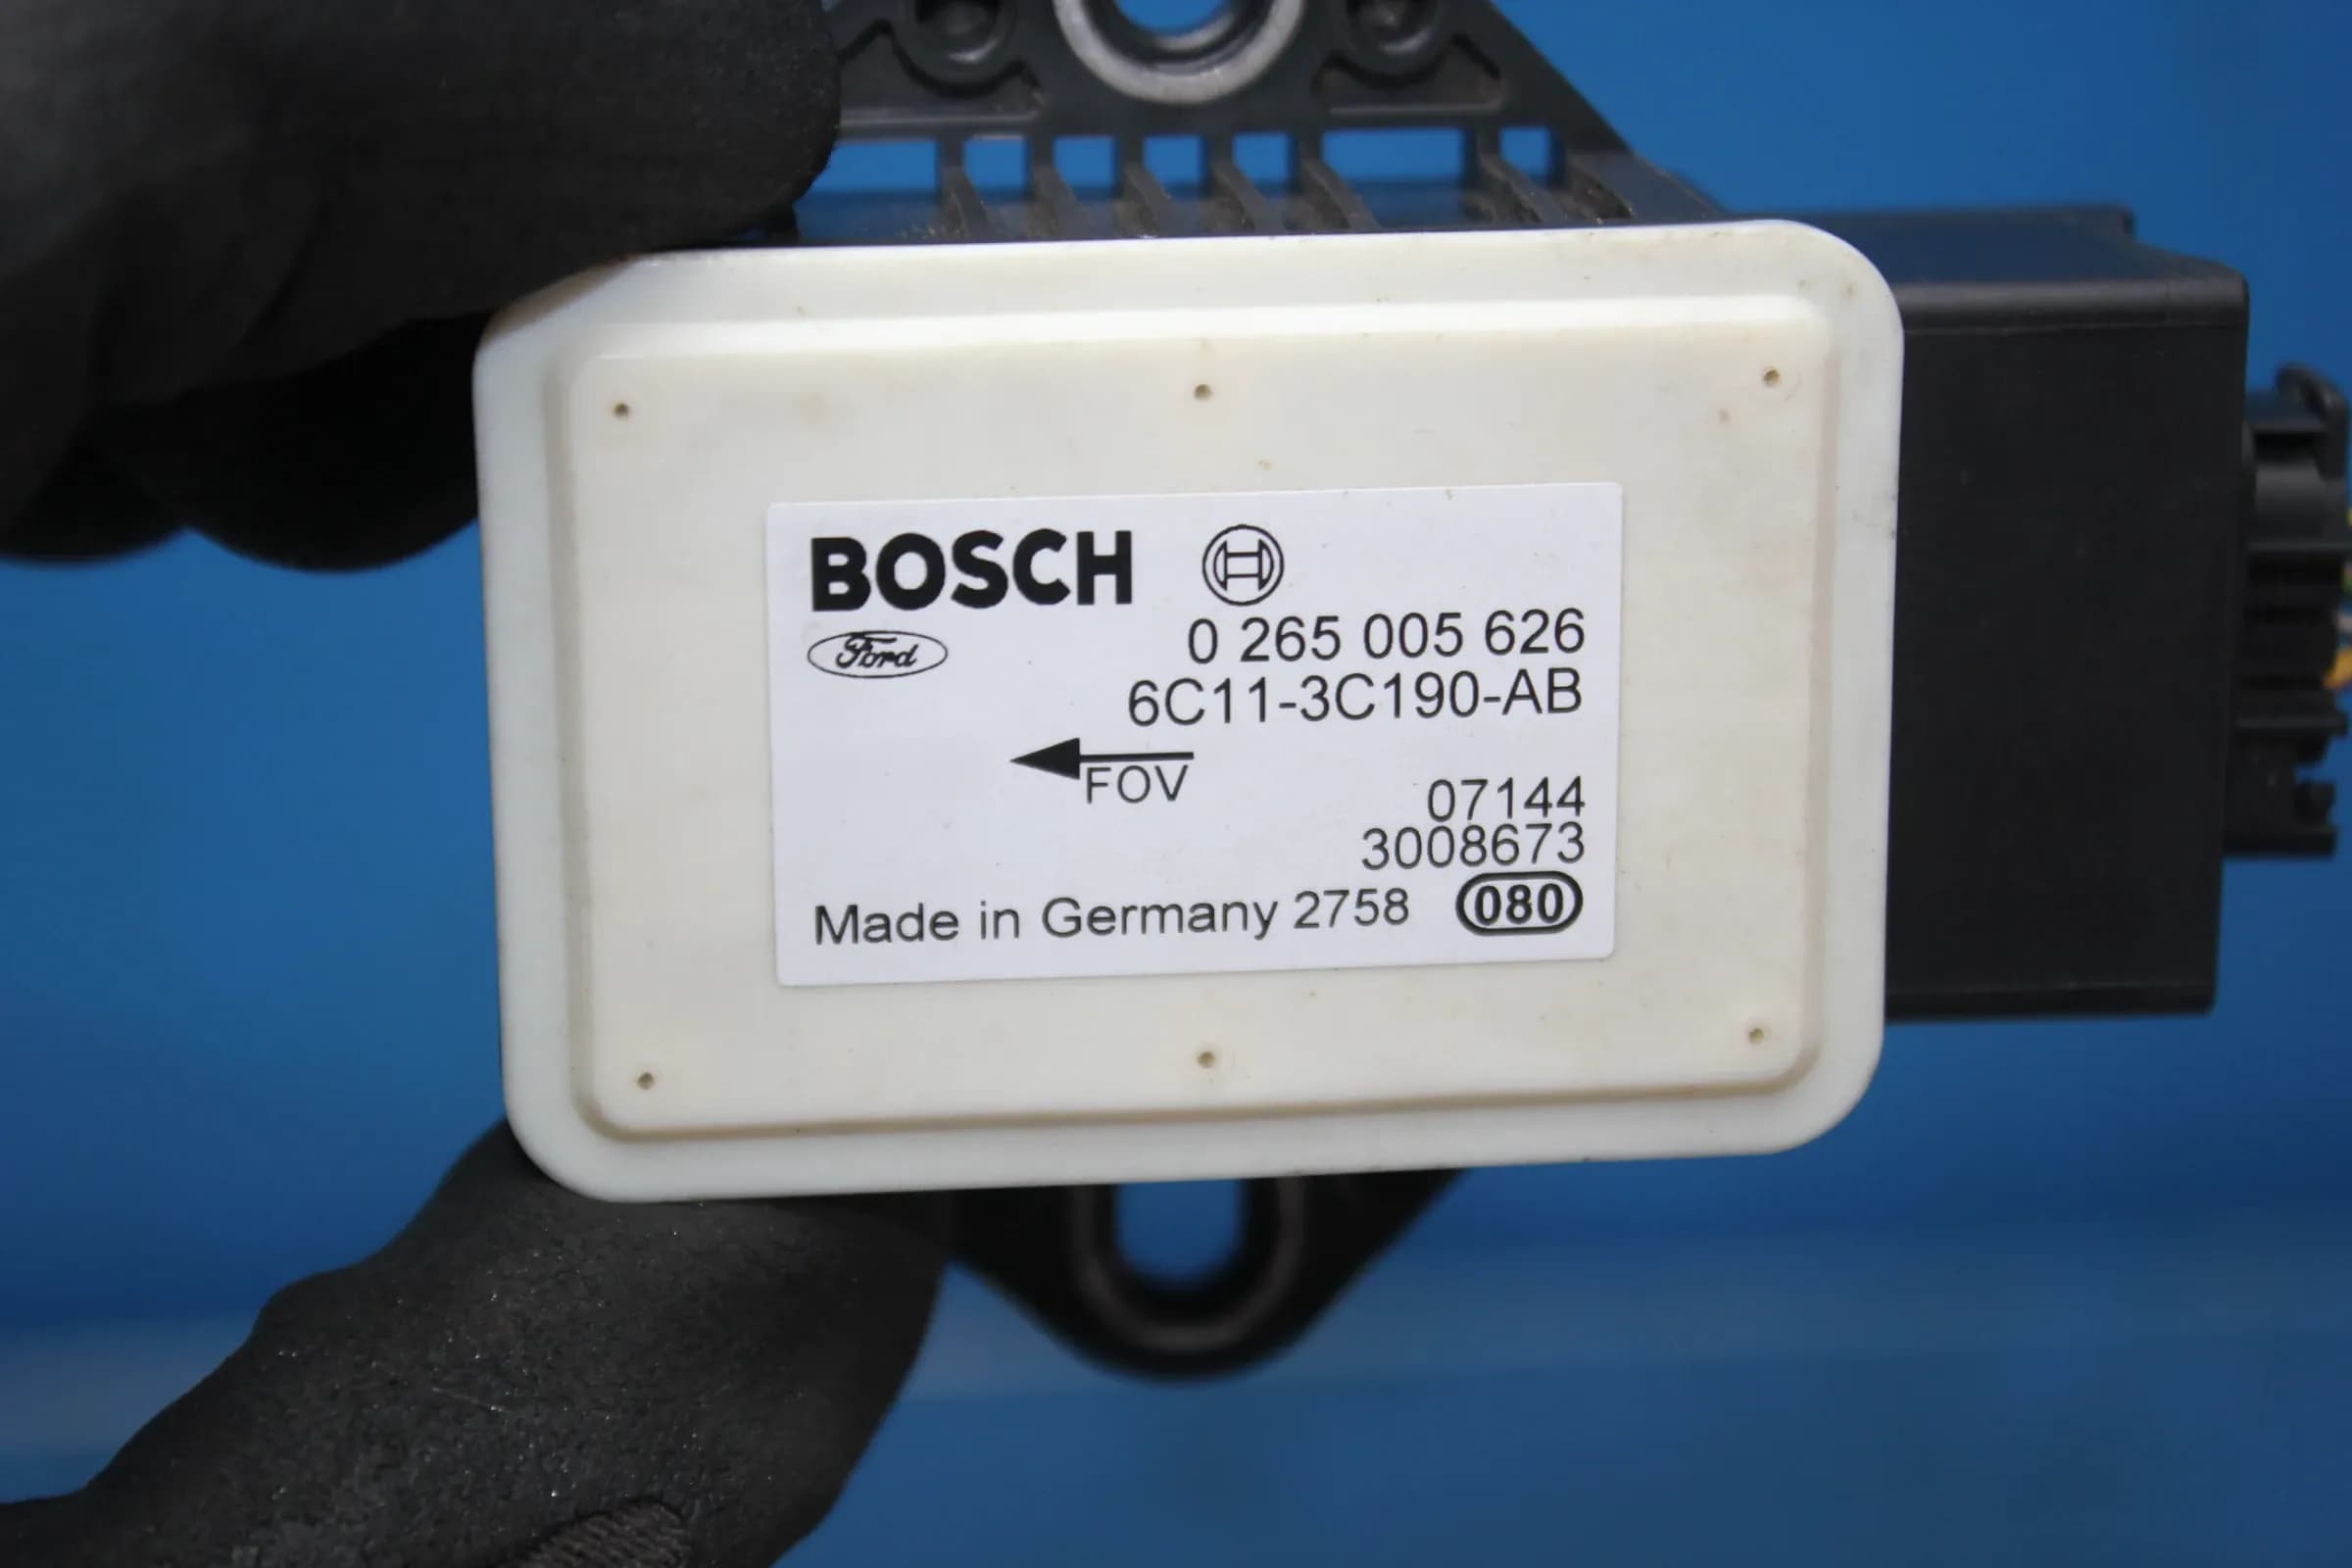 BOSCH
0 265 005 626
Ford
6C11-3C190-AB
FOV
07144
3008673
Made in Germany 2758 080